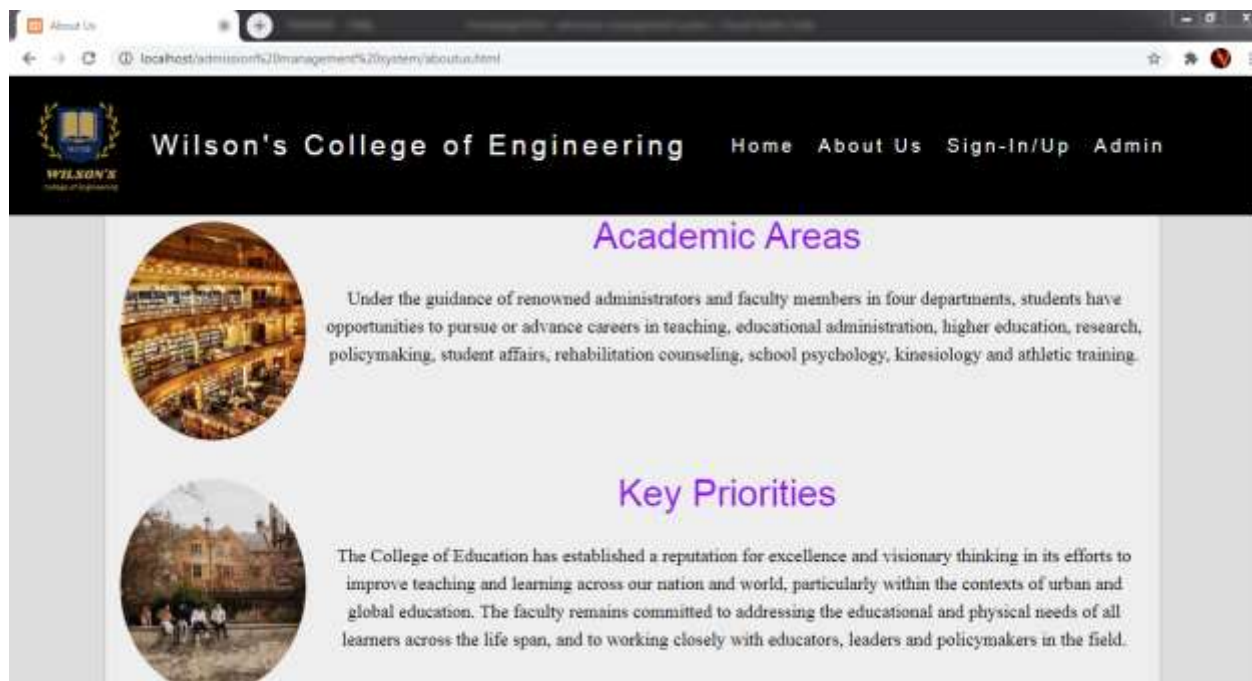 About Us
localhost/admission%20management%20system/aboutus.html
WILSON'S
College of Engineering
Wilson's College of Engineering
Home About Us Sign-In/Up Admin
Academic Areas
Under the guidance of renowned administrators and faculty members in four departments, students have
opportunities to pursue or advance careers in teaching, educational administration, higher education, research,
policymaking, student affairs, rehabilitation counseling, school psychology, kinesiology and athletic training.
Key Priorities
The College of Education has established a reputation for excellence and visionary thinking in its efforts to
improve teaching and learning across our nation and world, particularly within the contexts of urban and
global education. The faculty remains committed to addressing the educational and physical needs of all
learners across the life span, and to working closely with educators, leaders and policymakers in the field.